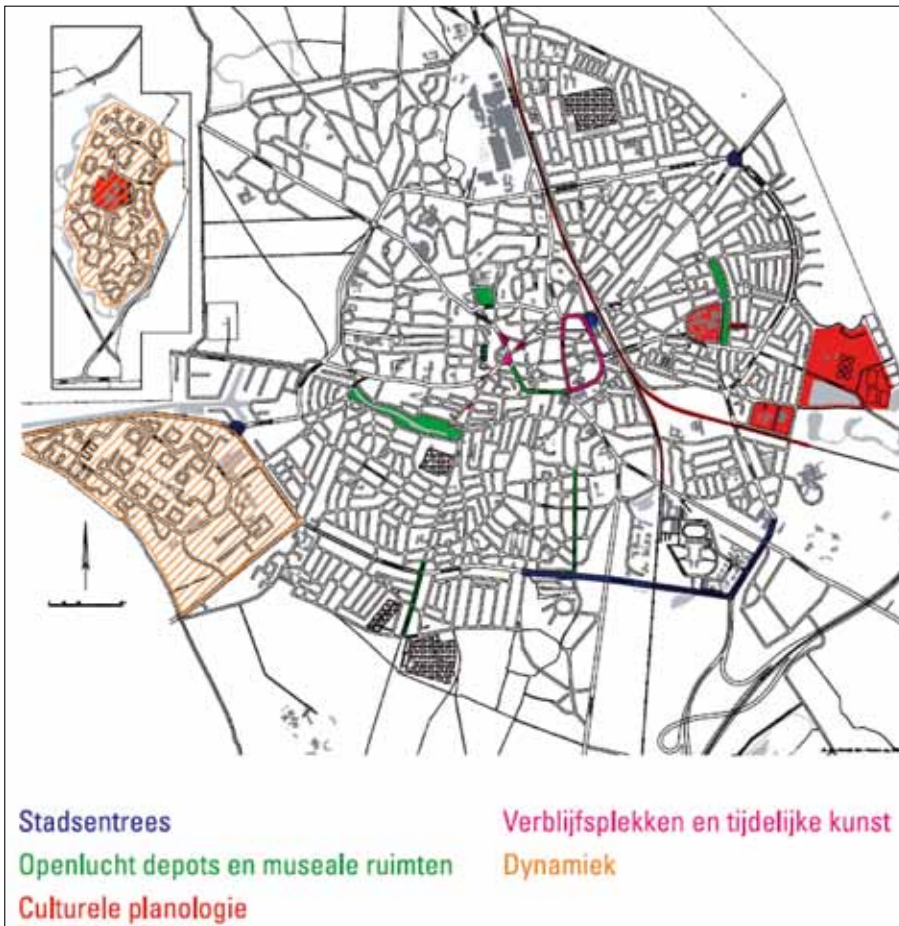 Stadsentrees
Openlucht depots en museale ruimten
Culturele planologie
Verblijfsplekken en tijdelijke kunst
Dynamiek